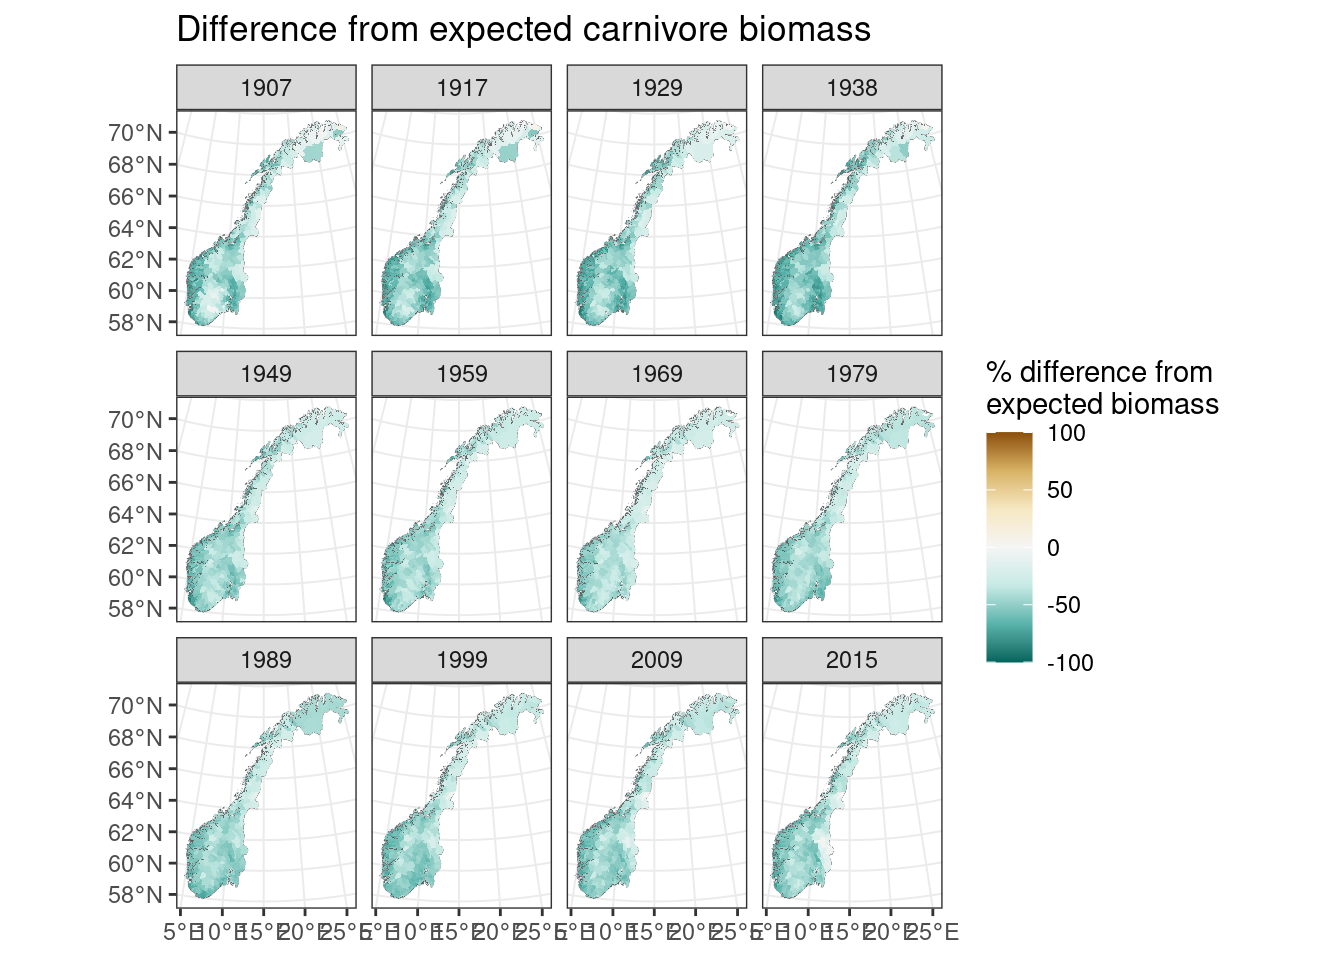 Difference from expected carnivore biomass
1907 1917 1929 1938
70°N
68°N
66°N
64°N
62°N
60°N
58°N
1949 1959 1969 1979
70°N
68°N
66°N
64°N
62°N
60°N
58°N
% difference from
expected biomass
100
50
0
-50
-100
1989 1999 2009 2015
70°N
68°N
66°N
64°N
62°N
60°N
58°N
5°E 10°E 15°E 20°E 25°E 5°E 10°E 15°E 20°E 25°E 5°E 10°E 15°E 20°E 25°E 5°E 10°E 15°E 20°E 25°E